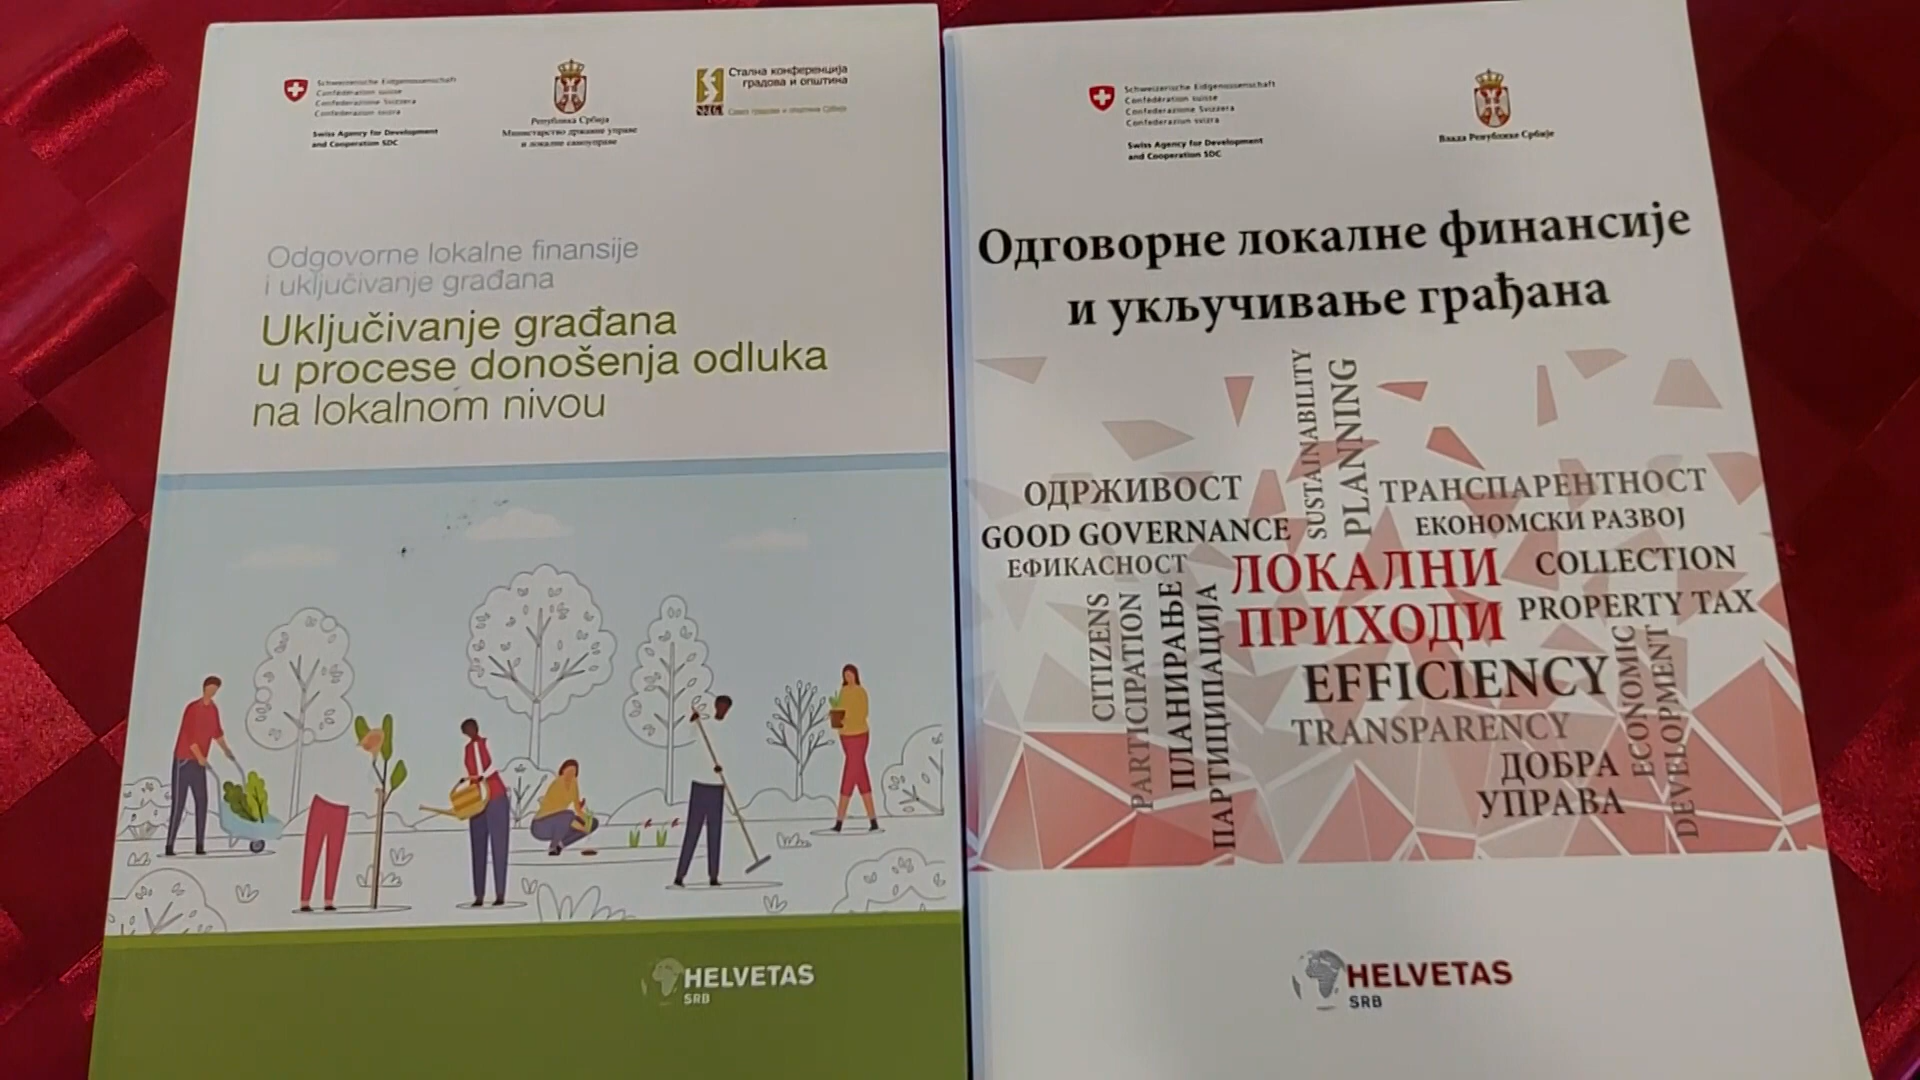 Schweizerische Eidgenossenschaft
Confédération suisse
Confederazione Svizzera
Confederaziun svizra
Swiss Agency for Development
and Cooperation SDC
Република Србија
Министарство државне управе
и локалне самоуправе
Стална конференција
градова и општина
Савез градова и општина Србије
Odgovorne lokalne finansije
i uključivanje građana
Uključivanje građana
u procese donošenja odluka
na lokalnom nivou
HELVETAS
SRB
Schweizerische Eidgenossenschaft
Confédération suisse
Confederazione Svizzera
Confederaziun svizra
Swiss Agency for Development
and Cooperation SDC
Влада Републике Србије
Одговорне локалне финансије
и укључивање грађана
SUSTAINABILITY
PLANNING
ОДРЖИВОСТ
ТРАНСПАРЕНТНОСТ
GOOD GOVERNANCE
ЕКОНОМСКИ РАЗВОЈ
ЕФИКАСНОСТ
ЛОКАЛНИ
ПРИХОДИ
COLLECTION
PROPERTY TAX
CITIZENS
PARTICIPATION
ПЛАНИРАЊЕ
ПАРТИЦИПАЦИЈА
EFFICIENCY
TRANSPARENCY
ECONOMIC
DEVELOPMENT
ДОБРА
УПРАВА
HELVETAS
SRB